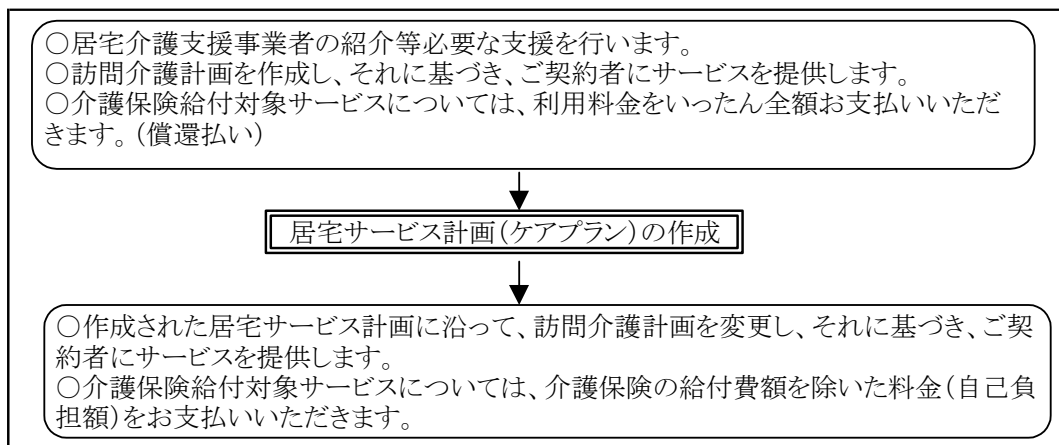 ○居宅介護支援事業者の紹介等必要な支援を行います。
○訪問介護計画を作成し、それに基づき、ご契約者にサービスを提供します。
○介護保険給付対象サービスについては、利用料金をいったん全額お支払いいただ
きます。（償還払い）
居宅サービス計画（ケアプラン）の作成
○作成された居宅サービス計画に沿って、訪問介護計画を変更し、それに基づき、ご契
約者にサービスを提供します。
○介護保険給付対象サービスについては、介護保険の給付費額を除いた料金（自己負
担額）をお支払いいただきます。